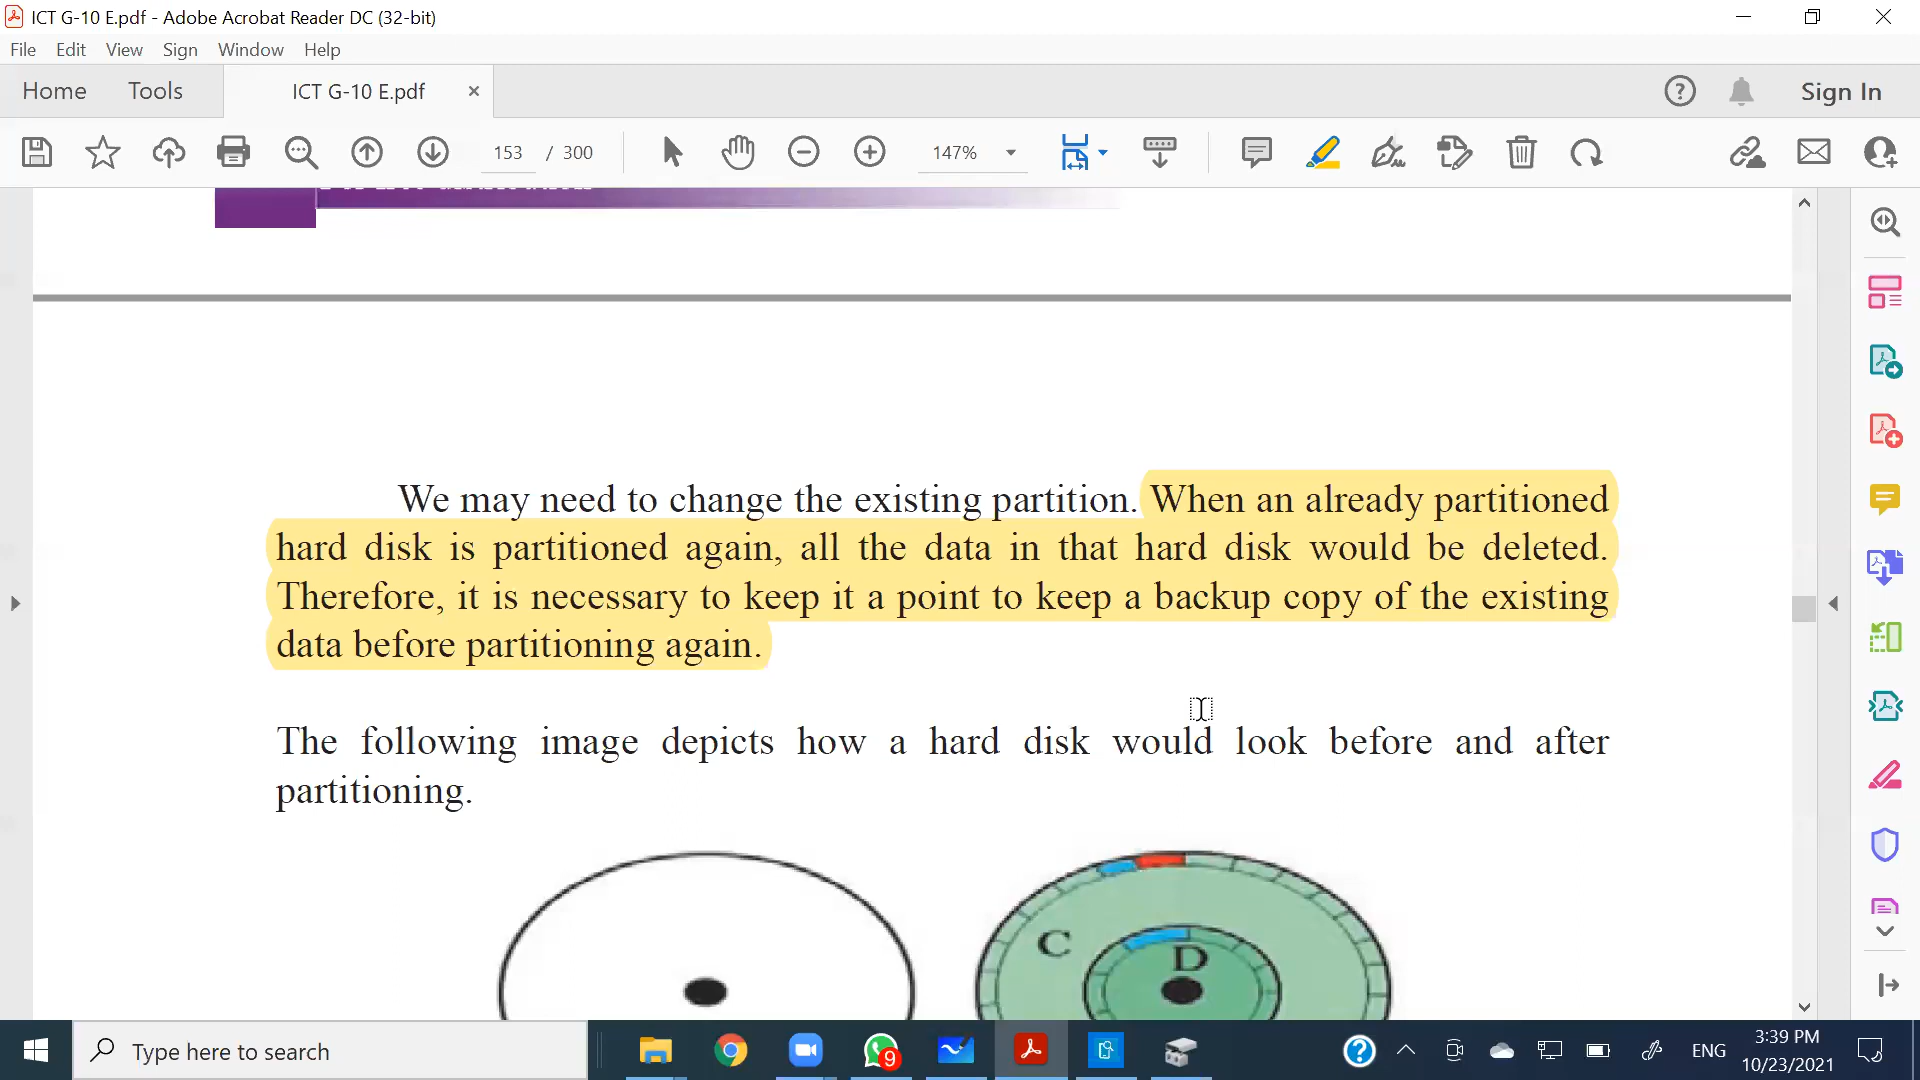 ICT G-10 E.pdf - Adobe Acrobat Reader DC (32-bit)
File Edit View Sign Window Help
Home Tools ICT G-10 E.pdf Sign In
153 / 300 147%
We may need to change the existing partition. When an already partitioned
hard disk is partitioned again, all the data in that hard disk would be deleted.
Therefore, it is necessary to keep it a point to keep a backup copy of the existing
data before partitioning again.
The following image depicts how a hard disk would look before and after
partitioning.
C
D
Type here to search
9
ENG
3:39 PM
10/23/2021